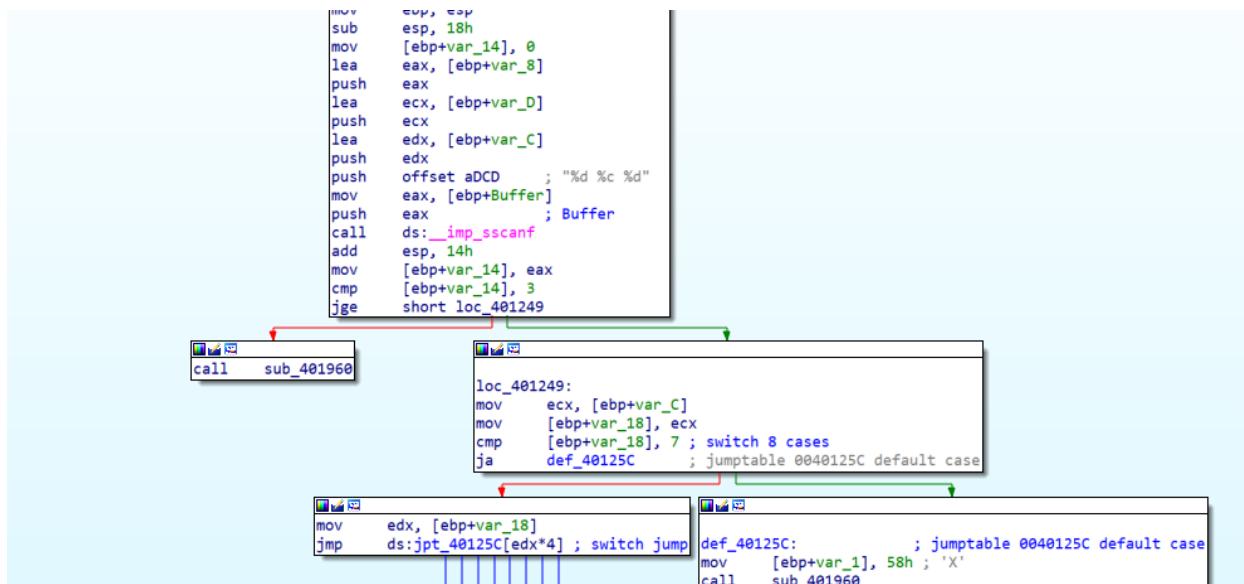 mov ebp, esp
sub esp, 18h
mov [ebp+var_14], 0
lea eax, [ebp+var_8]
push eax
lea ecx, [ebp+var_D]
push ecx
lea edx, [ebp+var_C]
push edx
push offset aDCD ; "%d %c %d"
mov eax, [ebp+Buffer]
push eax ; Buffer
call ds:__imp_sscanf
add esp, 14h
mov [ebp+var_14], eax
cmp [ebp+var_14], 3
jge short loc_401249
call sub_401960
loc_401249:
mov ecx, [ebp+var_C]
mov [ebp+var_18], ecx
cmp [ebp+var_18], 7 ; switch 8 cases
ja def_40125C ; jumptable 0040125C default case
mov edx, [ebp+var_18]
jmp ds:jpt_40125C[edx*4] ; switch jump
def_40125C: ; jumptable 0040125C default case
mov [ebp+var_1], 58h ; 'X'
call sub_401960